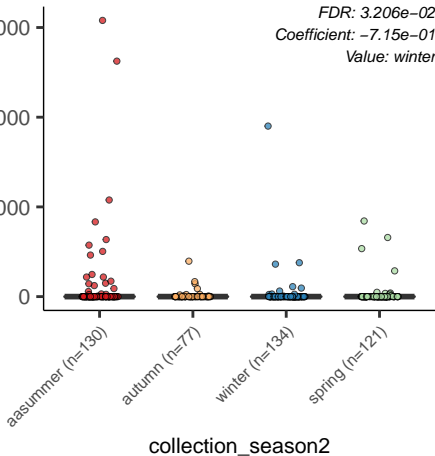 FDR: 3.206e−02
Coefficient: −7.15e−01
Value: winter
000
000
000
0
aasummer (n=130)
autumn (n=77)
winter (n=134)
spring (n=121)
collection_season2